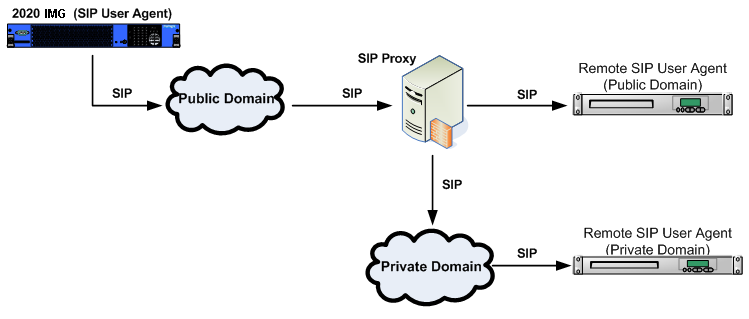 2020 IMG (SIP User Agent)
SIP Proxy
Remote SIP User Agent
(Public Domain)
SIP
Public Domain
SIP
SIP
SIP
Remote SIP User Agent
(Private Domain)
Private Domain
SIP